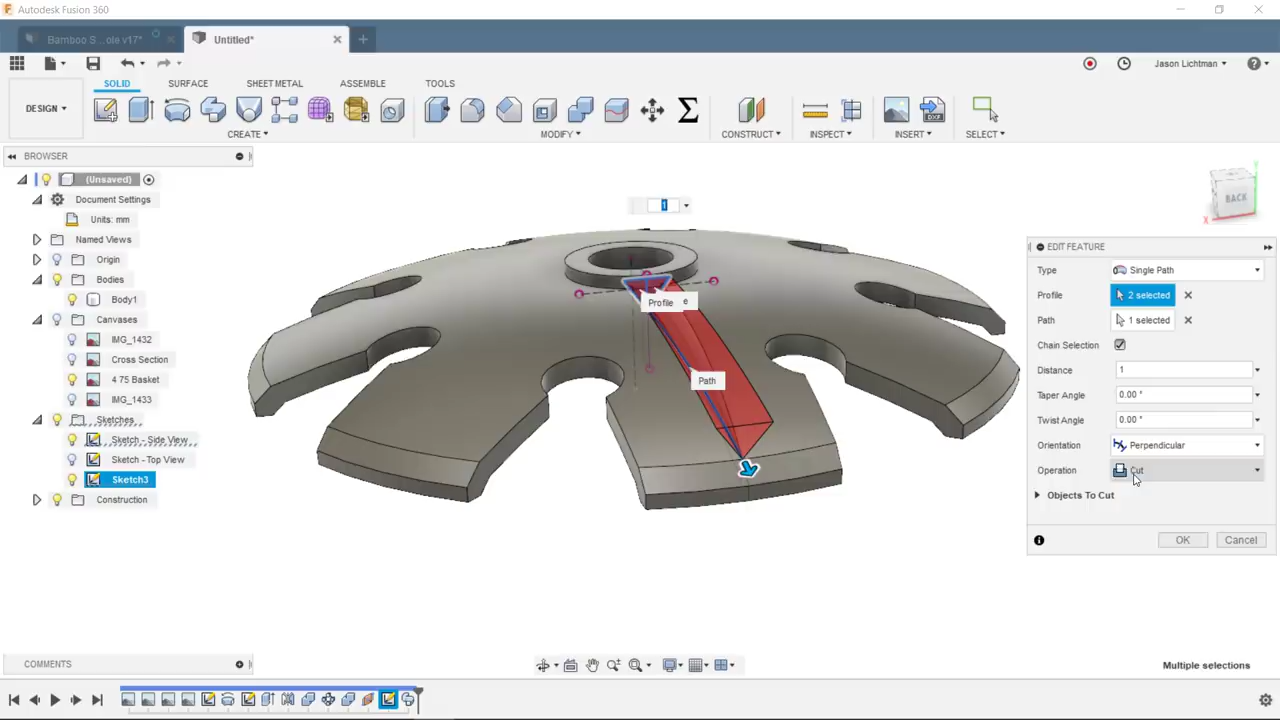 Autodesk Fusion 360
Bamboo S...ole v17*
Untitled*
Jason Lichtman
SOLID
SURFACE
SHEET METAL
ASSEMBLE
TOOLS
DESIGN
CREATE
MODIFY
CONSTRUCT
INSPECT
INSERT
SELECT
BROWSER
(Unsaved)
Document Settings
Units: mm
Named Views
Origin
Bodies
Body1
Canvases
IMG_1432
Cross Section
4 75 Basket
IMG_1433
Sketches
Sketch - Side View
Sketch - Top View
Sketch3
Construction
1
Profile
e
Path
BACK
X
Y
EDIT FEATURE
Type Single Path
Profile 2 selected
Path 1 selected
Chain Selection
Distance 1
Taper Angle 0.00 °
Twist Angle 0.00 °
Orientation Perpendicular
Operation Cut
Objects To Cut
OK Cancel
COMMENTS
Multiple selections